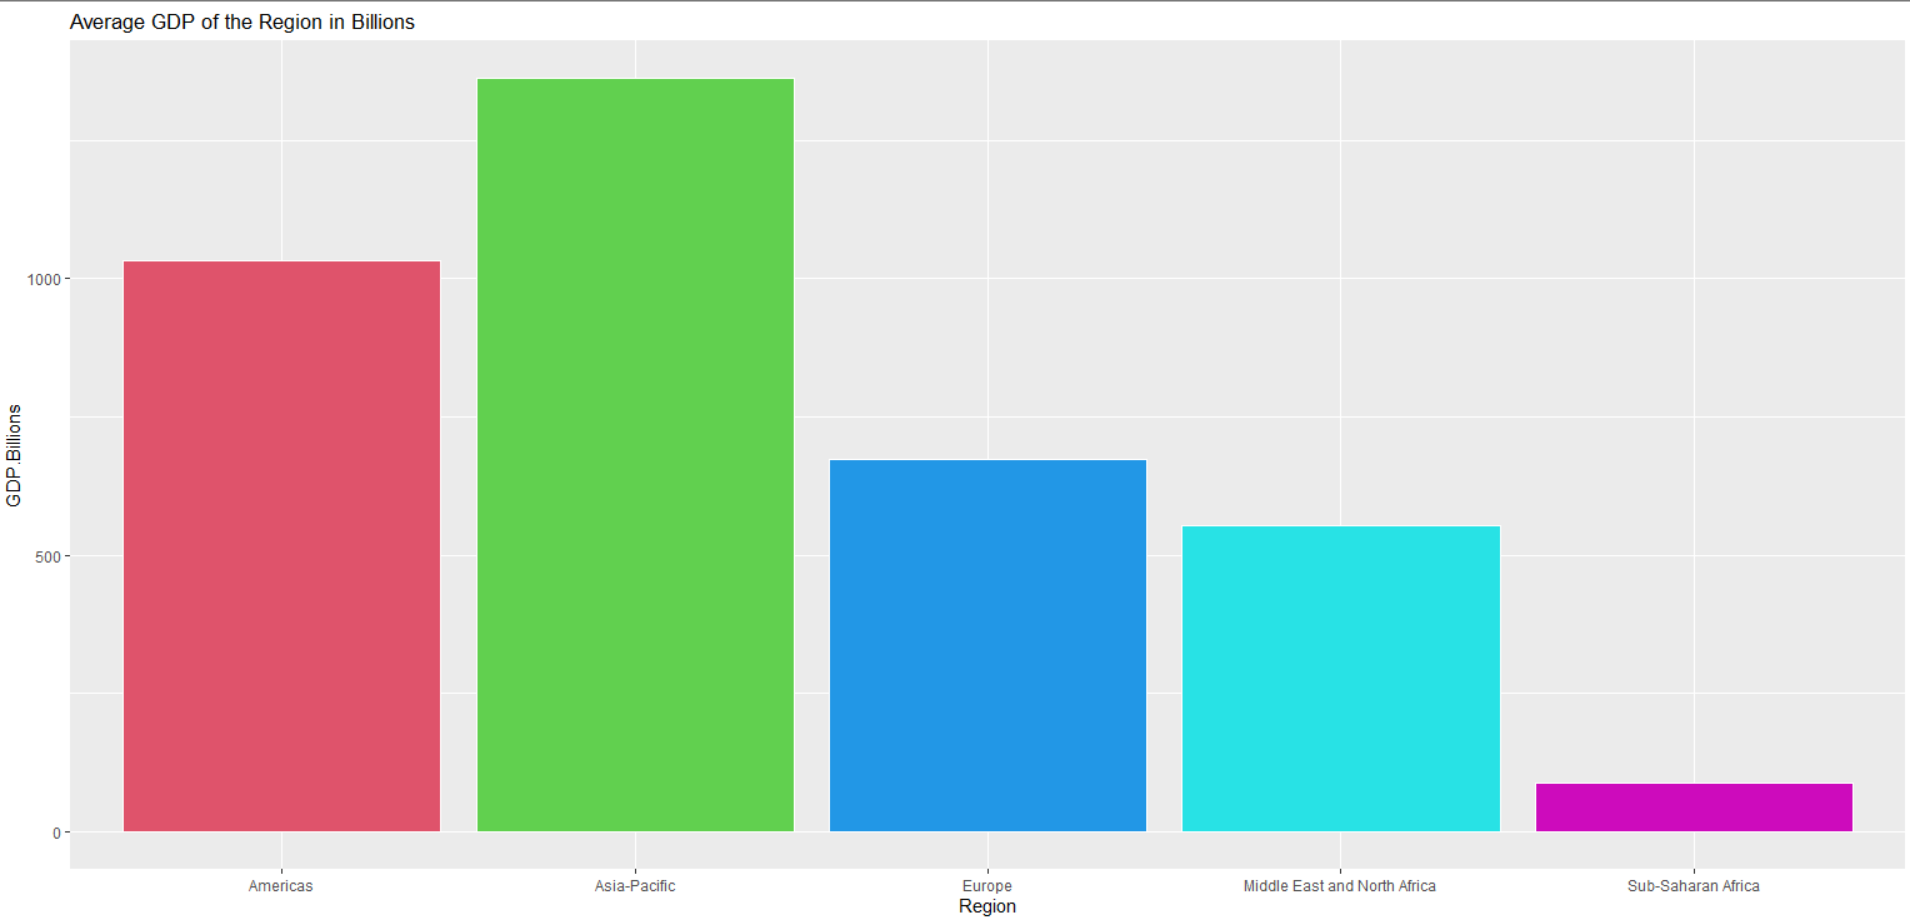 Average GDP of the Region in Billions
GDP.Billions
1000
500
0
Americas
Asia-Pacific
Europe
Middle East and North Africa
Sub-Saharan Africa
Region